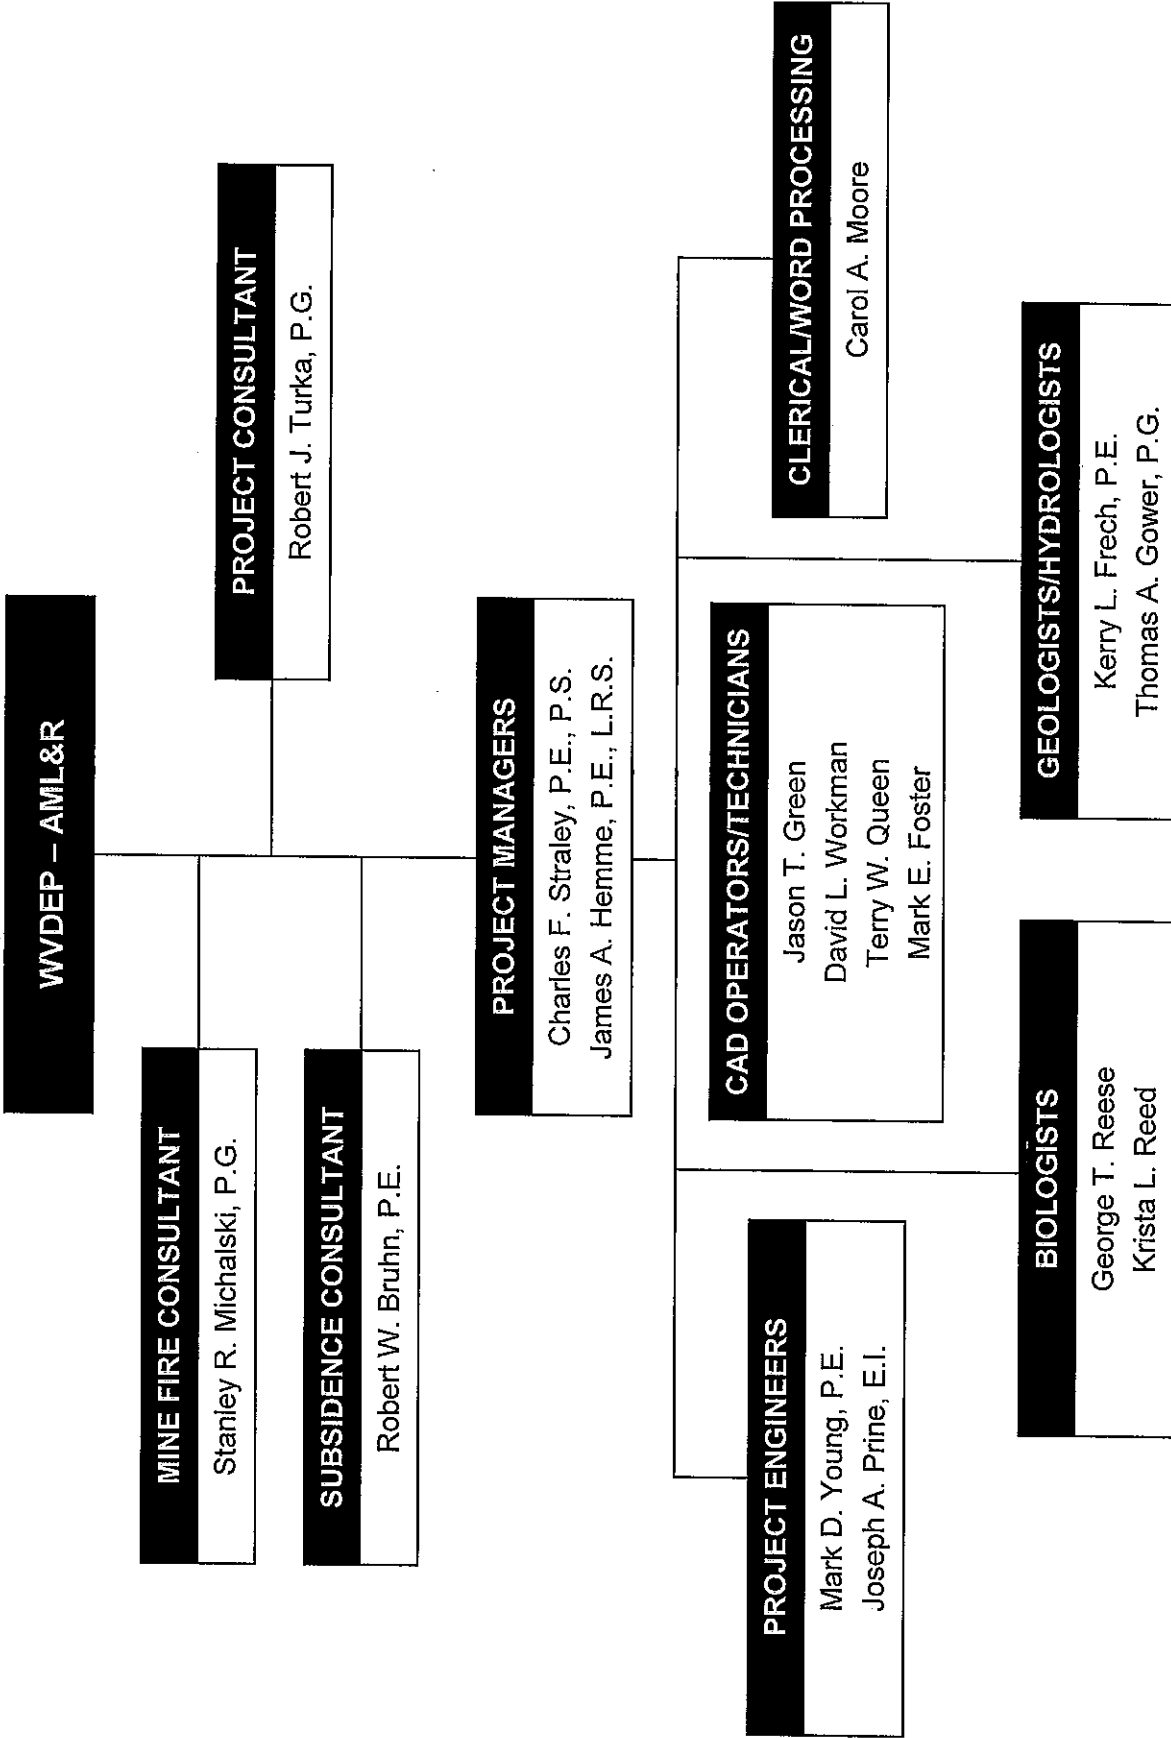 WVDEP – AML&R
MINE FIRE CONSULTANT
Stanley R. Michalski, P.G.
PROJECT CONSULTANT
Robert J. Turka, P.G.
SUBSIDENCE CONSULTANT
Robert W. Bruhn, P.E.
PROJECT MANAGERS
Charles F. Straley, P.E., P.S.
James A. Hemme, P.E., L.R.S.
PROJECT ENGINEERS
Mark D. Young, P.E.
Joseph A. Prine, E.I.
CAD OPERATORS/TECHNICIANS
Jason T. Green
David L. Workman
Terry W. Queen
Mark E. Foster
CLERICAL/WORD PROCESSING
Carol A. Moore
BIOLOGISTS
George T. Reese
Krista L. Reed
GEOLOGISTS/HYDROLOGISTS
Kerry L. Frech, P.E.
Thomas A. Gower, P.G.